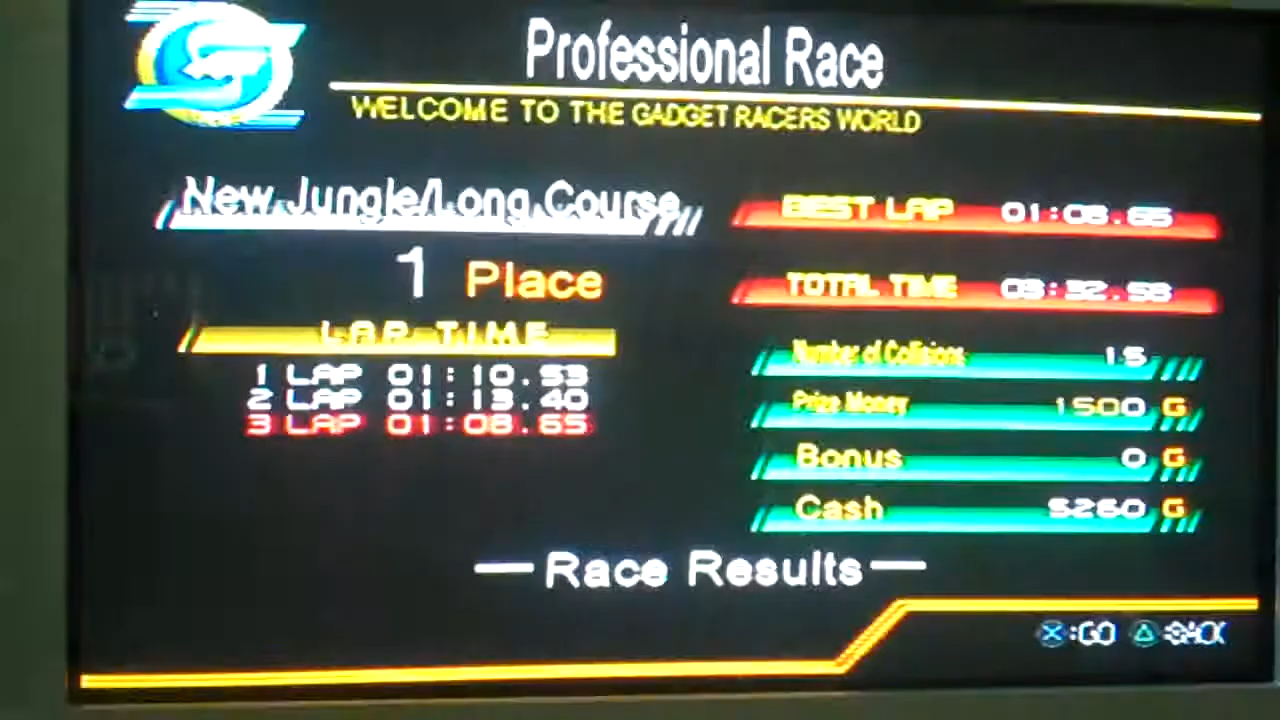 Professional Race
WELCOME TO THE GADGET RACERS WORLD
New Jungle/Long Course
1 Place
LAP TIME
1 LAP 01:10.53
2 LAP 01:13.40
3 LAP 01:08.65
BEST LAP 01:08.65
TOTAL TIME 03:32.58
Number of Collisions 15
Prize Money 1500 G
Bonus 0 G
Cash 5260 G
Race Results
X:GO △:BACK